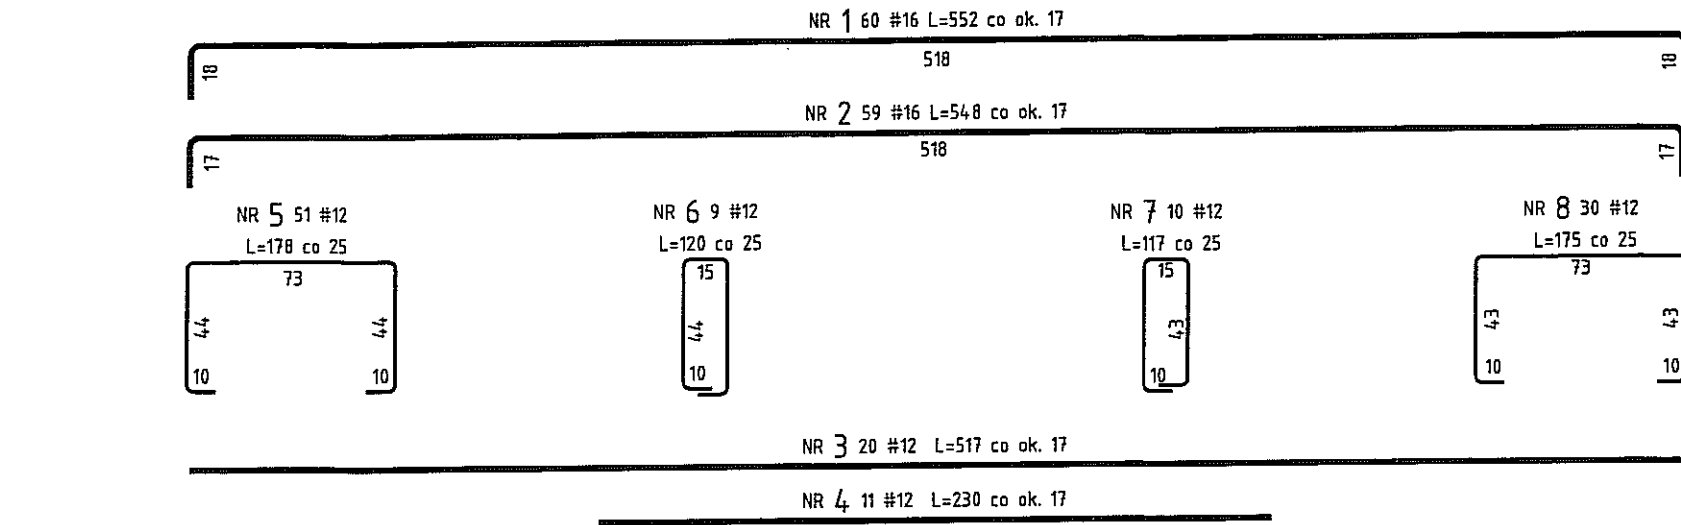 NR 1 60 #16 L=552 co ok. 17
518
18
18
NR 2 59 #16 L=548 co ok. 17
518
17
17
NR 5 51 #12
L=178 co 25
73
44
44
10
10
NR 6 9 #12
L=120 co 25
15
44
10
NR 7 10 #12
L=117 co 25
15
43
10
NR 8 30 #12
L=175 co 25
73
43
43
10
10
NR 3 20 #12 L=517 co ok. 17
NR 4 11 #12 L=230 co ok. 17